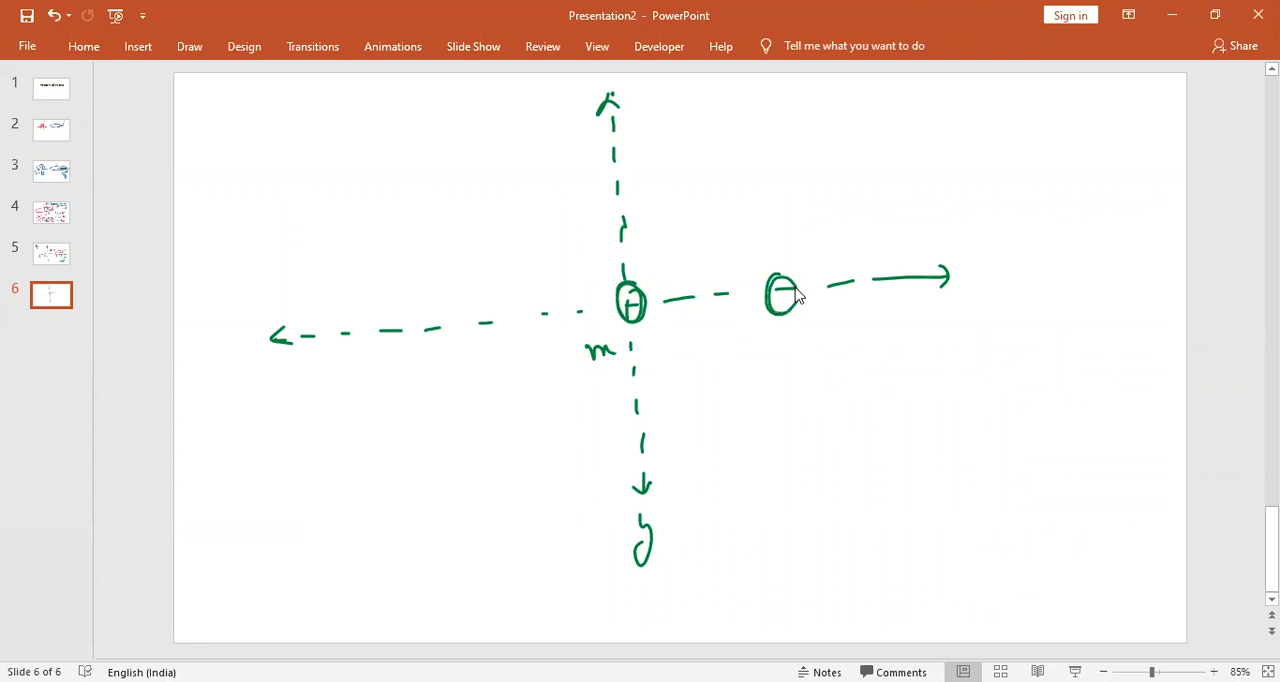 Presentation2 - PowerPoint
Sign in
File Home Insert Draw Design Transitions Animations Slide Show Review View Developer Help Tell me what you want to do Share
1
2
3
4
5
6
m
y
Slide 6 of 6 English (India) Notes Comments 85%